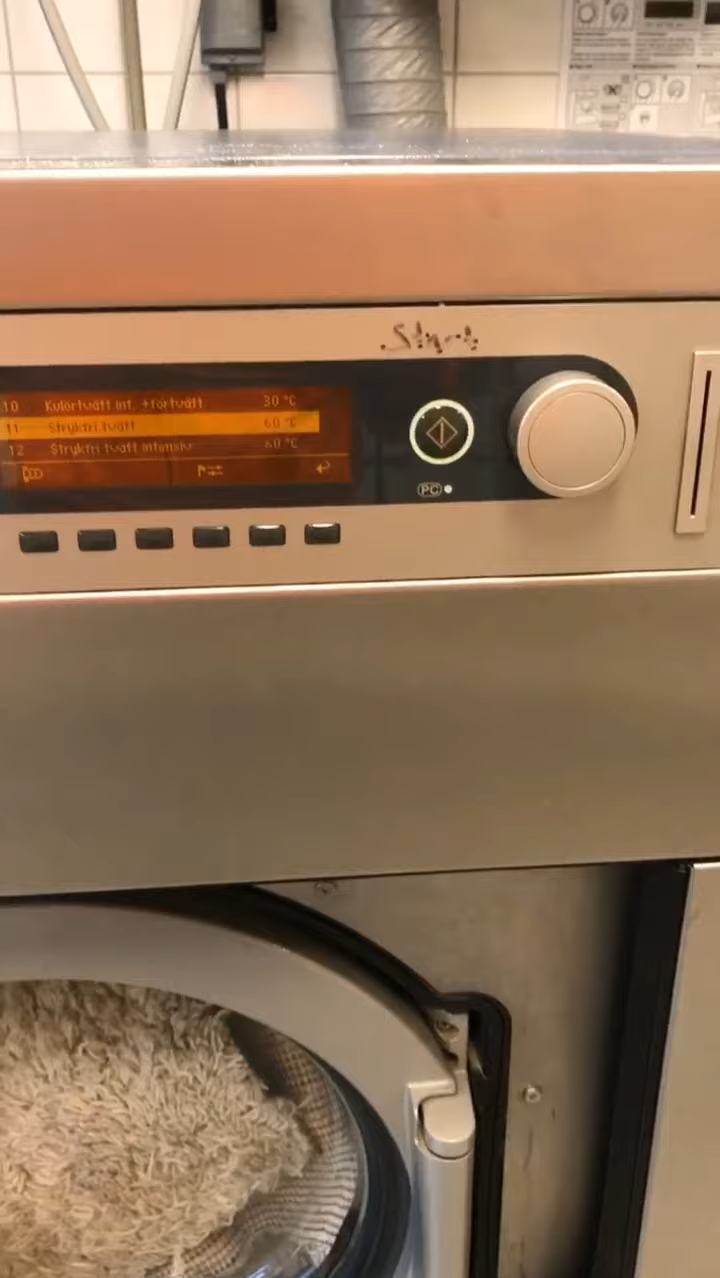 Start
10 Kulörtvätt int. +förtvätt 30 °C
11 Strykfri tvätt 60 °C
12 Strykfri tvätt intensiv 60 °C
PC